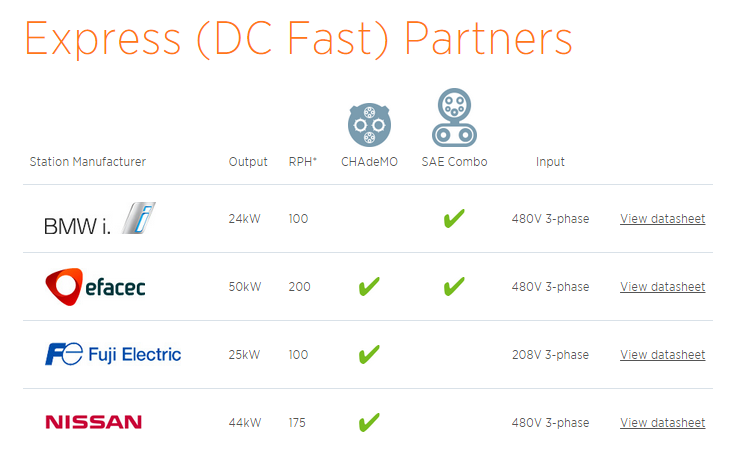 Express (DC Fast) Partners
Station Manufacturer Output RPH* CHAdeMO SAE Combo Input
BMW i. 24kW 100 480V 3-phase View datasheet
efacec 50kW 200 480V 3-phase View datasheet
Fe Fuji Electric 25kW 100 208V 3-phase View datasheet
NISSAN 44kW 175 480V 3-phase View datasheet